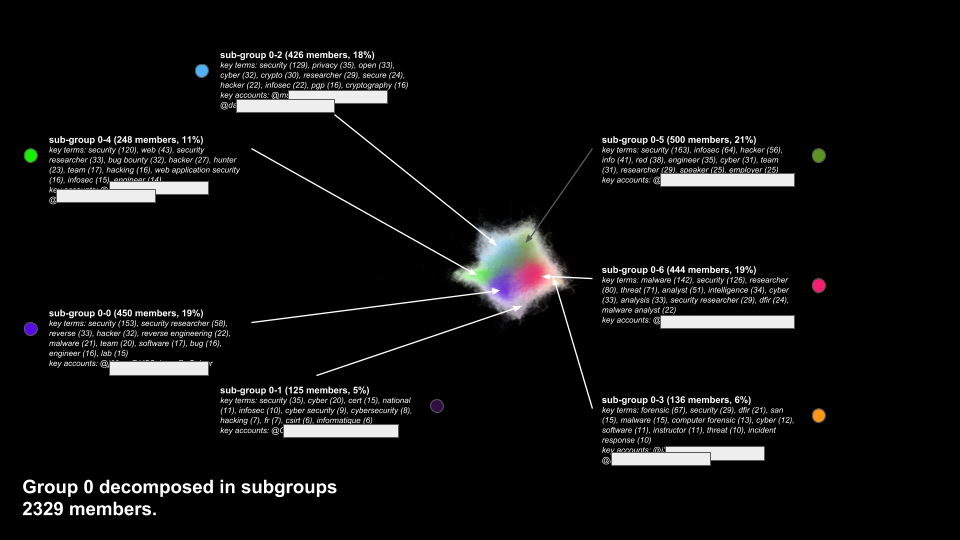 sub-group 0-2 (426 members, 18%)
key terms: security (129), privacy (35), open (33),
cyber (32), crypto (30), researcher (29), secure (24),
hacker (22), infosec (22), pgp (16), cryptography (16)
key accounts:
sub-group 0-4 (248 members, 11%)
key terms: security (120), web (43), security
researcher (33), bug bounty (32), hacker (27), hunter
(23), team (17), hacking (16), web application security
(16), infosec (15), engineer (14)
sub-group 0-5 (500 members, 21%)
key terms: security (163), infosec (64), hacker (56),
info (41), red (38), engineer (35), cyber (31), team
(31), researcher (29), speaker (25), employer (25)
key accounts: @
sub-group 0-6 (444 members, 19%)
key terms: malware (142), security (126), researcher
(80), threat (71), analyst (51), intelligence (34), cyber
(33), analysis (33), security researcher (29), dfir (24),
malware analyst (22)
key accounts: @
sub-group 0-0 (450 members, 19%)
key terms: security (153), security researcher (58),
reverse (33), hacker (32), reverse engineering (22),
malware (21), team (20), software (17), bug (16),
engineer (16), lab (15)
key accounts:
sub-group 0-1 (125 members, 5%)
key terms: security (35), cyber (20), cert (15), national
(11), infosec (10), cyber security (9), cybersecurity (8),
hacking (7), fr (7), csirt (6), informatique (6)
key accounts:
sub-group 0-3 (136 members, 6%)
key terms: forensic (67), security (29), dfir (21), san
(15), malware (15), computer forensic (13), cyber (12),
software (11), instructor (11), threat (10), incident
response (10)
key accounts:
Group 0 decomposed in subgroups
2329 members.